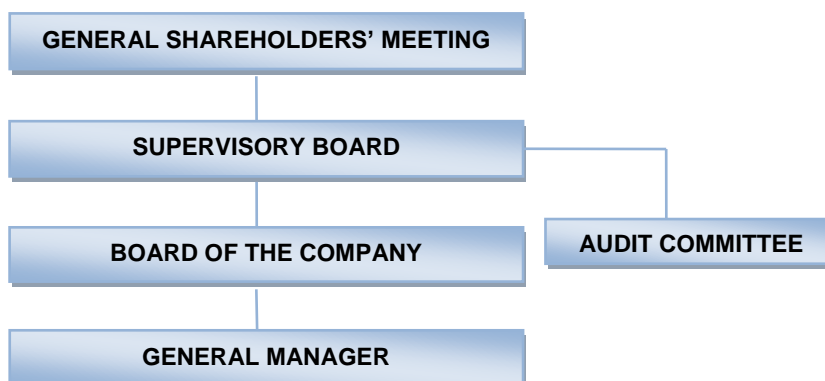 GENERAL SHAREHOLDERS’ MEETING
SUPERVISORY BOARD
BOARD OF THE COMPANY
AUDIT COMMITTEE
GENERAL MANAGER